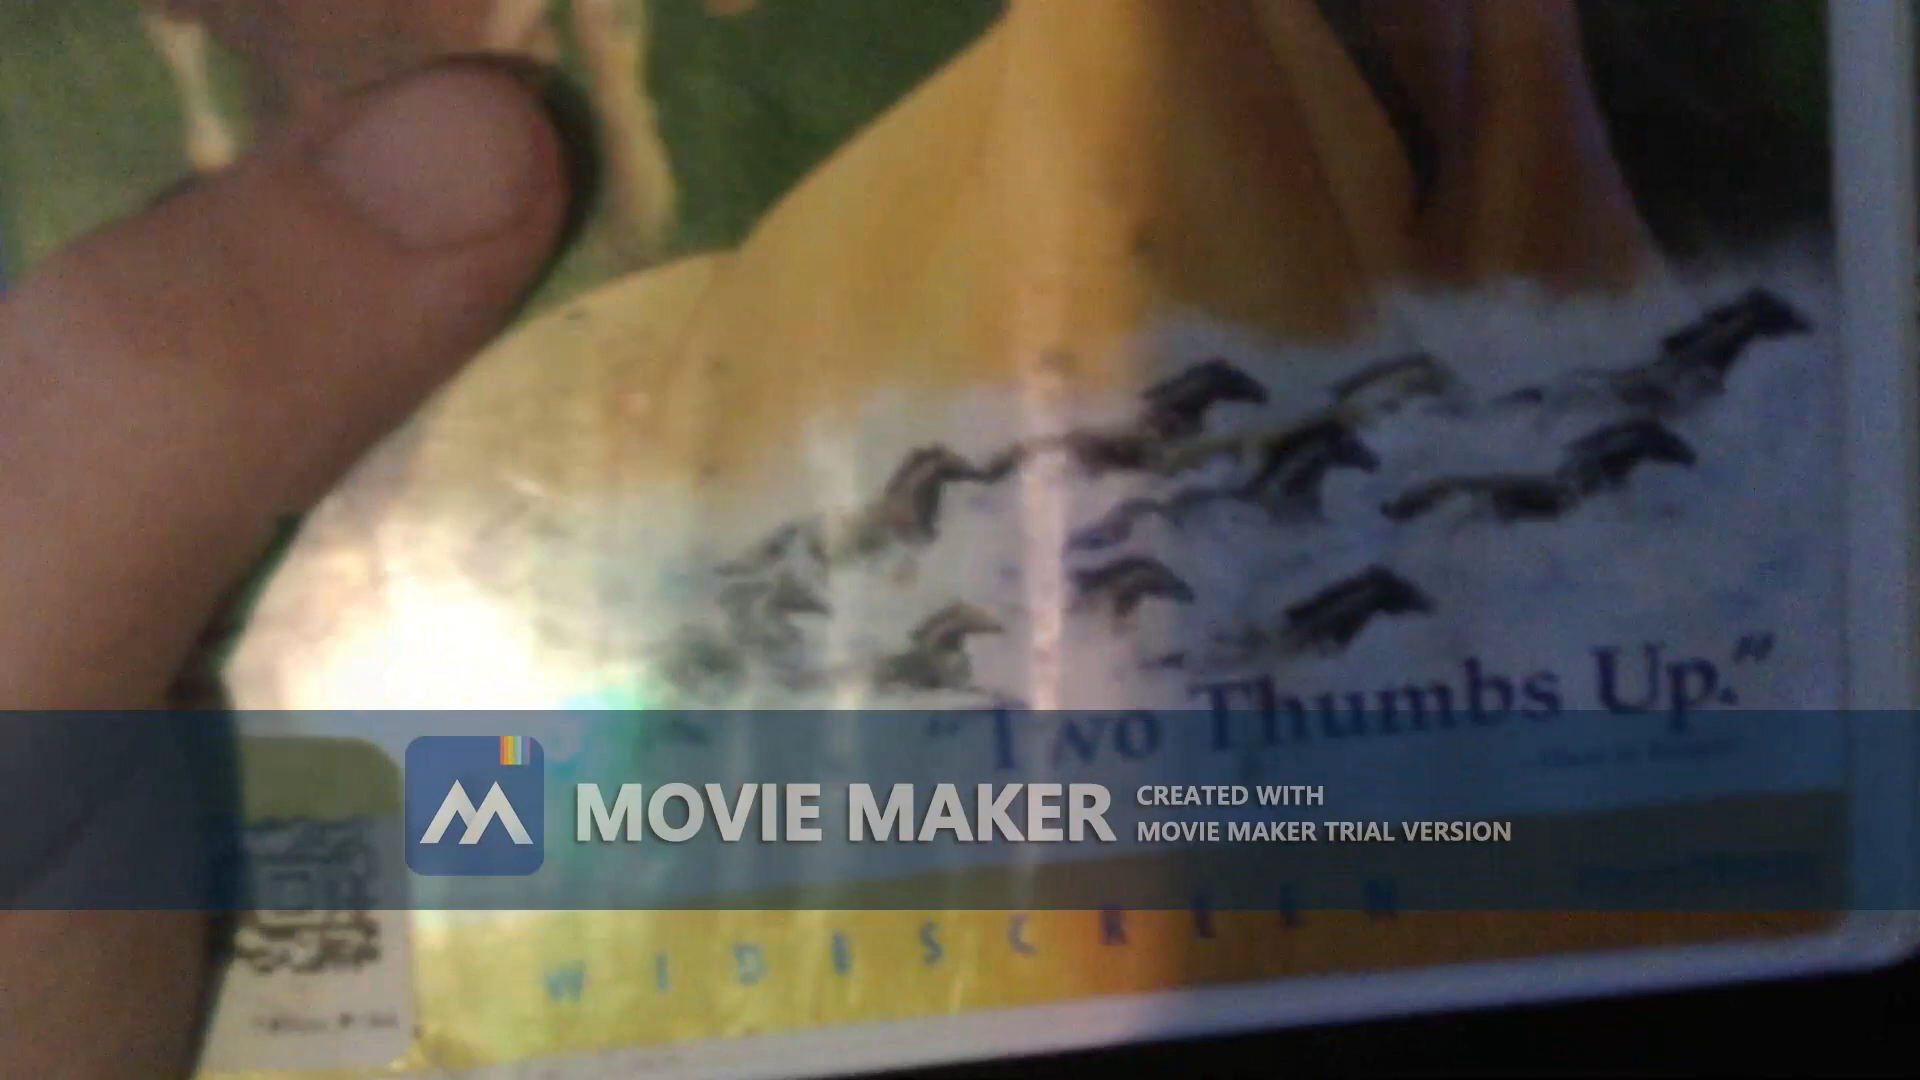 "Two Thumbs Up."
MOVIE MAKER
CREATED WITH
MOVIE MAKER TRIAL VERSION
WIDESCREEN